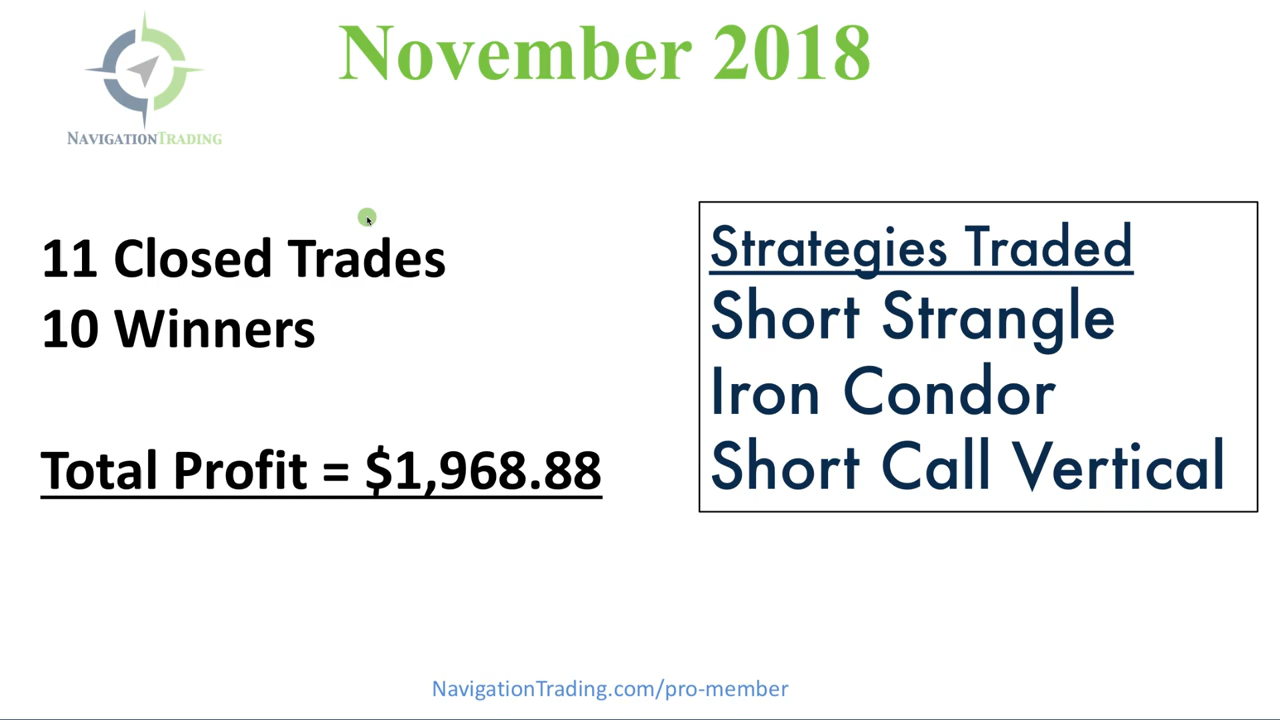 November 2018
NAVIGATIONTRADING
11 Closed Trades
10 Winners
Total Profit = $1,968.88
Strategies Traded
Short Strangle
Iron Condor
Short Call Vertical
NavigationTrading.com/pro-member